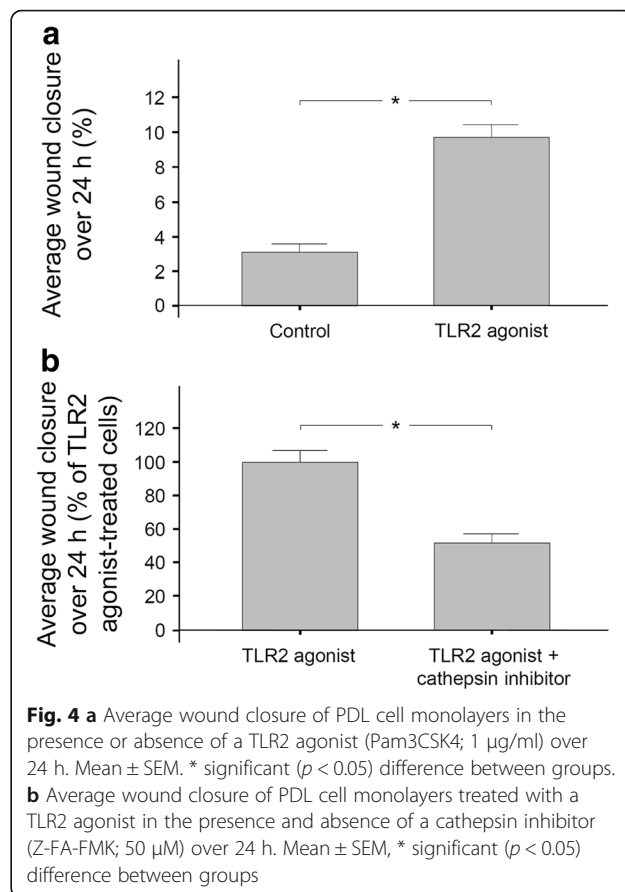 a
Average wound closure
over 24 h (%)
12
10
8
6
4
2
0
*
Control
TLR2 agonist
b
Average wound closure
over 24 h (% of TLR2
agonist-treated cells)
120
100
80
60
40
20
0
*
TLR2 agonist
TLR2 agonist +
cathepsin inhibitor
Fig. 4 a Average wound closure of PDL cell monolayers in the
presence or absence of a TLR2 agonist (Pam3CSK4; 1 μg/ml) over
24 h. Mean ± SEM. * significant (p < 0.05) difference between groups.
b Average wound closure of PDL cell monolayers treated with a
TLR2 agonist in the presence and absence of a cathepsin inhibitor
(Z-FA-FMK; 50 μM) over 24 h. Mean ± SEM, * significant (p < 0.05)
difference between groups